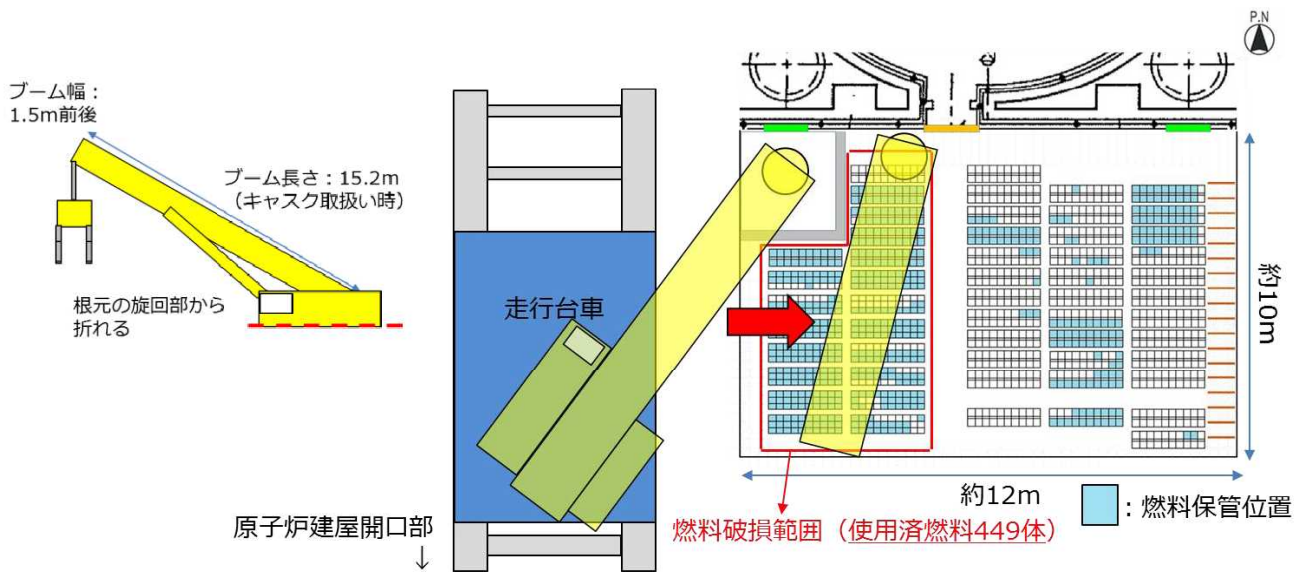 P.N
ブーム幅：
1.5m前後
ブーム長さ：15.2m
（キャスク取扱い時）
根元の旋回部から
折れる
走行台車
約10m
約12m
：燃料保管位置
原子炉建屋開口部
↓
燃料破損範囲（使用済燃料449体）